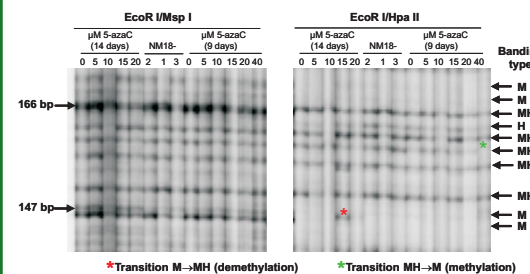 EcoR I/Msp I
EcoR I/Hpa II
µM 5-azaC
(14 days)
NM18-
µM 5-azaC
(9 days)
µM 5-azaC
(14 days)
NM18-
µM 5-azaC
(9 days)
Banding
type
0 5 10 15 20 2 1 3 0 5 10 15 20 40
0 5 10 15 20 2 1 3 0 5 10 15 20 40
M
166 bp
M
MH
H
MH
MH
MH
MH
147 bp
M
M
*Transition M→MH (demethylation)
*Transition MH→M (methylation)